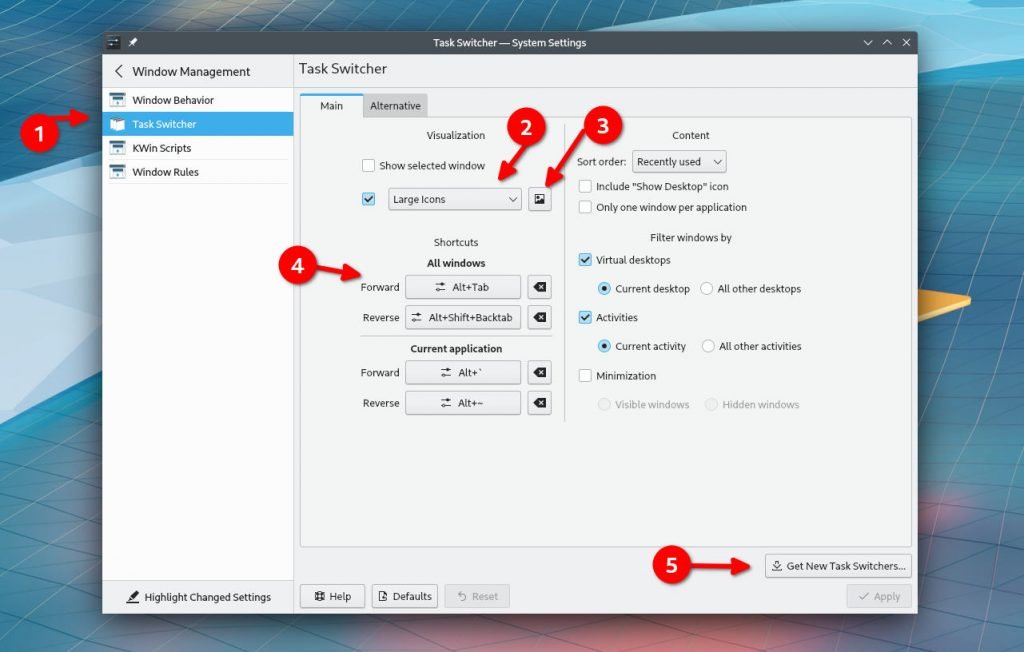 Task Switcher — System Settings
Window Management
Task Switcher
Window Behavior
Task Switcher
KWin Scripts
Window Rules
1
Main
Alternative
2
3
Visualization
Show selected window
Large Icons
Content
Sort order:
Recently used
Include "Show Desktop" icon
Only one window per application
4
Shortcuts
All windows
Forward
Alt+Tab
Reverse
Alt+Shift+Backtab
Current application
Forward
Alt+`
Reverse
Alt+~
Filter windows by
Virtual desktops
Current desktop
All other desktops
Activities
Current activity
All other activities
Minimization
Visible windows
Hidden windows
5
Get New Task Switchers...
Highlight Changed Settings
Help
Defaults
Reset
Apply